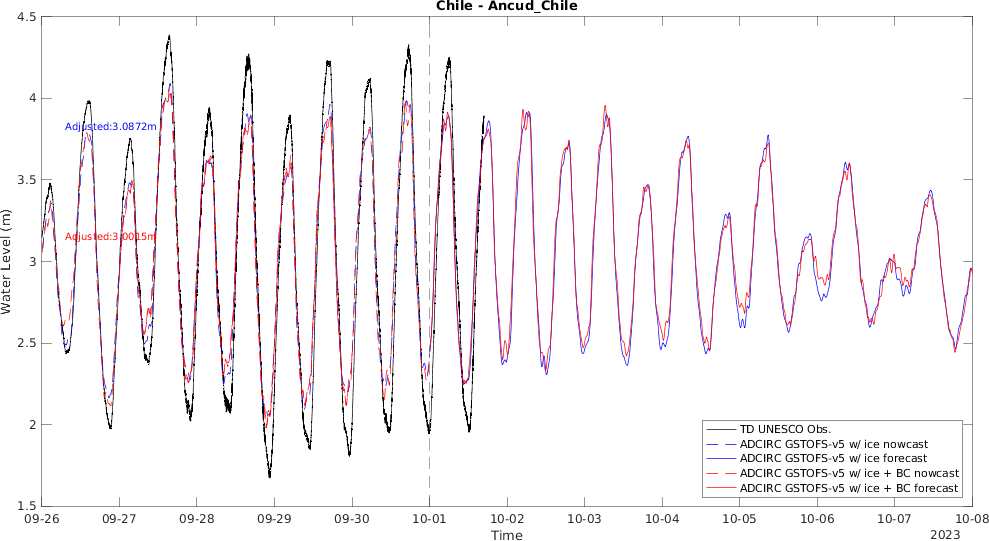 Chile - Ancud_Chile
4.5
4
3.5
3
2.5
2
1.5
Water Level (m)
Adjusted:3.0872m
Adjusted:3.0015m
TD UNESCO Obs.
ADCIRC GSTOFS-v5 w/ ice nowcast
ADCIRC GSTOFS-v5 w/ ice forecast
ADCIRC GSTOFS-v5 w/ ice + BC nowcast
ADCIRC GSTOFS-v5 w/ ice + BC forecast
09-26 09-27 09-28 09-29 09-30 10-01 10-02 10-03 10-04 10-05 10-06 10-07 10-08
Time
2023